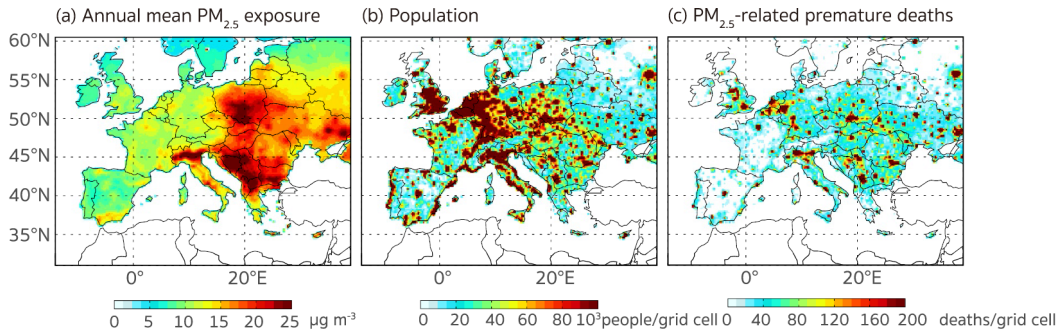 (a) Annual mean PM2.5 exposure
(b) Population
(c) PM2.5-related premature deaths
60°N
55°N
50°N
45°N
40°N
35°N
0° 20°E
0° 20°E
0° 20°E
0 5 10 15 20 25 µg m⁻³
0 20 40 60 80 10³people/grid cell
0 40 80 120 160 200 deaths/grid cell